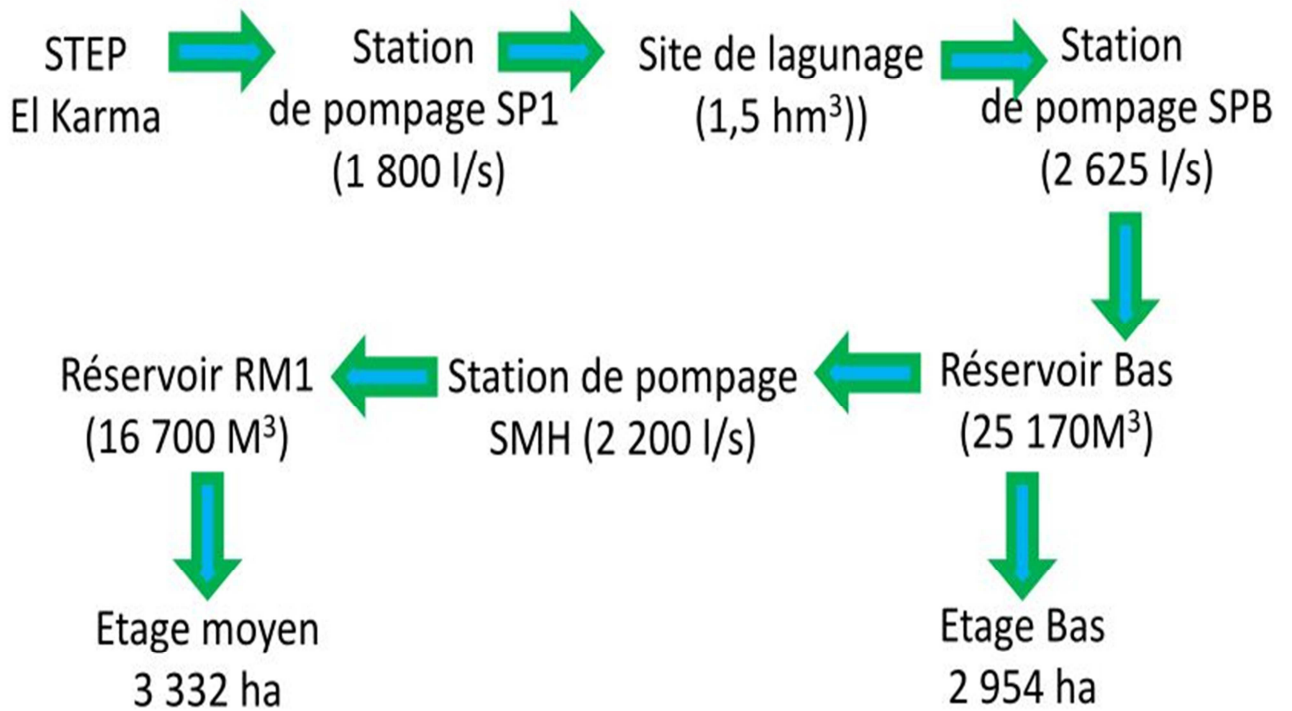 STEP
El Karma
Station
de pompage SP1
(1 800 l/s)
Site de lagunage
(1,5 hm³))
Station
de pompage SPB
(2 625 l/s)
Réservoir Bas
(25 170M³)
Station de pompage
SMH (2 200 l/s)
Réservoir RM1
(16 700 M³)
Etage moyen
3 332 ha
Etage Bas
2 954 ha